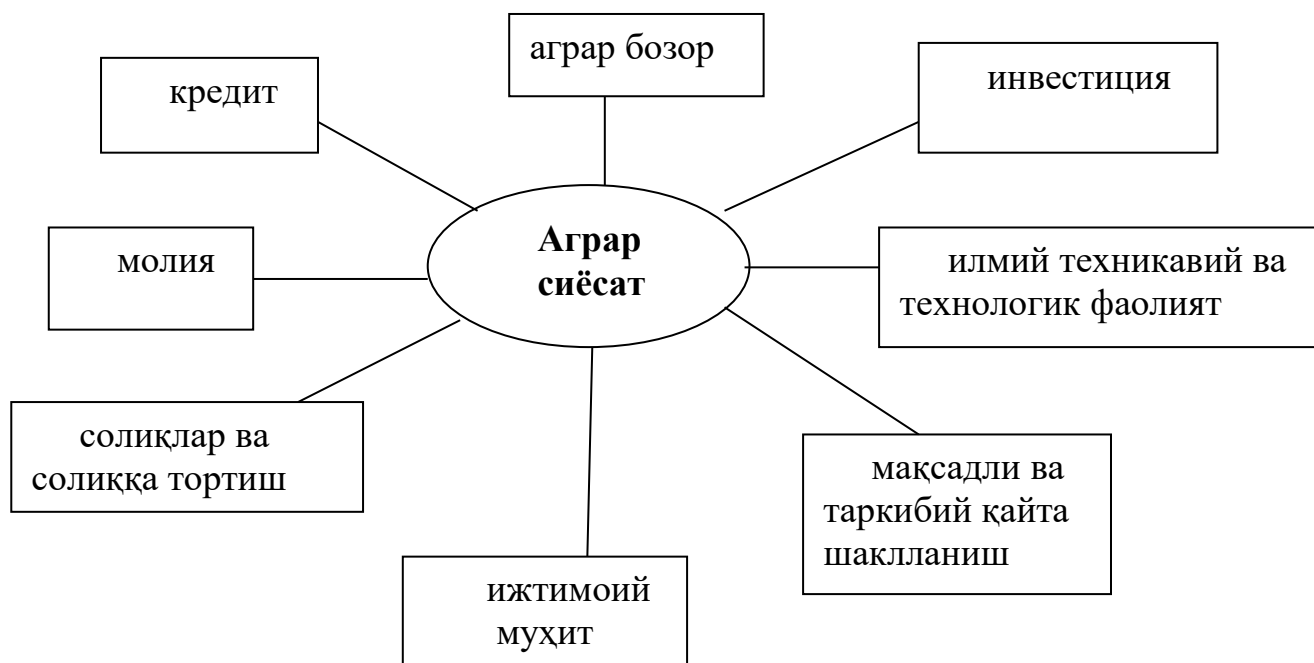 аграр бозор
кредит
инвестиция
Аграр
сиёсат
молия
илмий техникавий ва
технологик фаолият
солиқлар ва
солиққа тортиш
мақсадли ва
таркибий қайта
шаклланиш
ижтимоий
муҳит